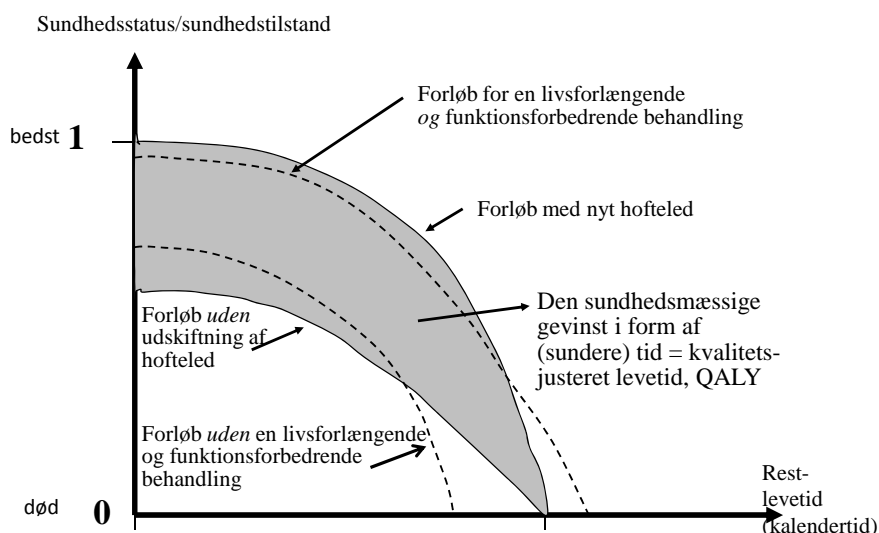 Sundhedsstatus/sundhedstilstand
Forløb for en livsforlængende
og funktionsforbedrende behandling
bedst 1
Forløb med nyt hofteled
Den sundhedsmæssige
gevinst i form af
(sundere) tid = kvalitets-
justeret levetid, QALY
Forløb uden
udskiftning af
hofteled
Forløb uden en livsforlængende
og funktionsforbedrende
behandling
Rest-
levetid
(kalendertid)
død 0